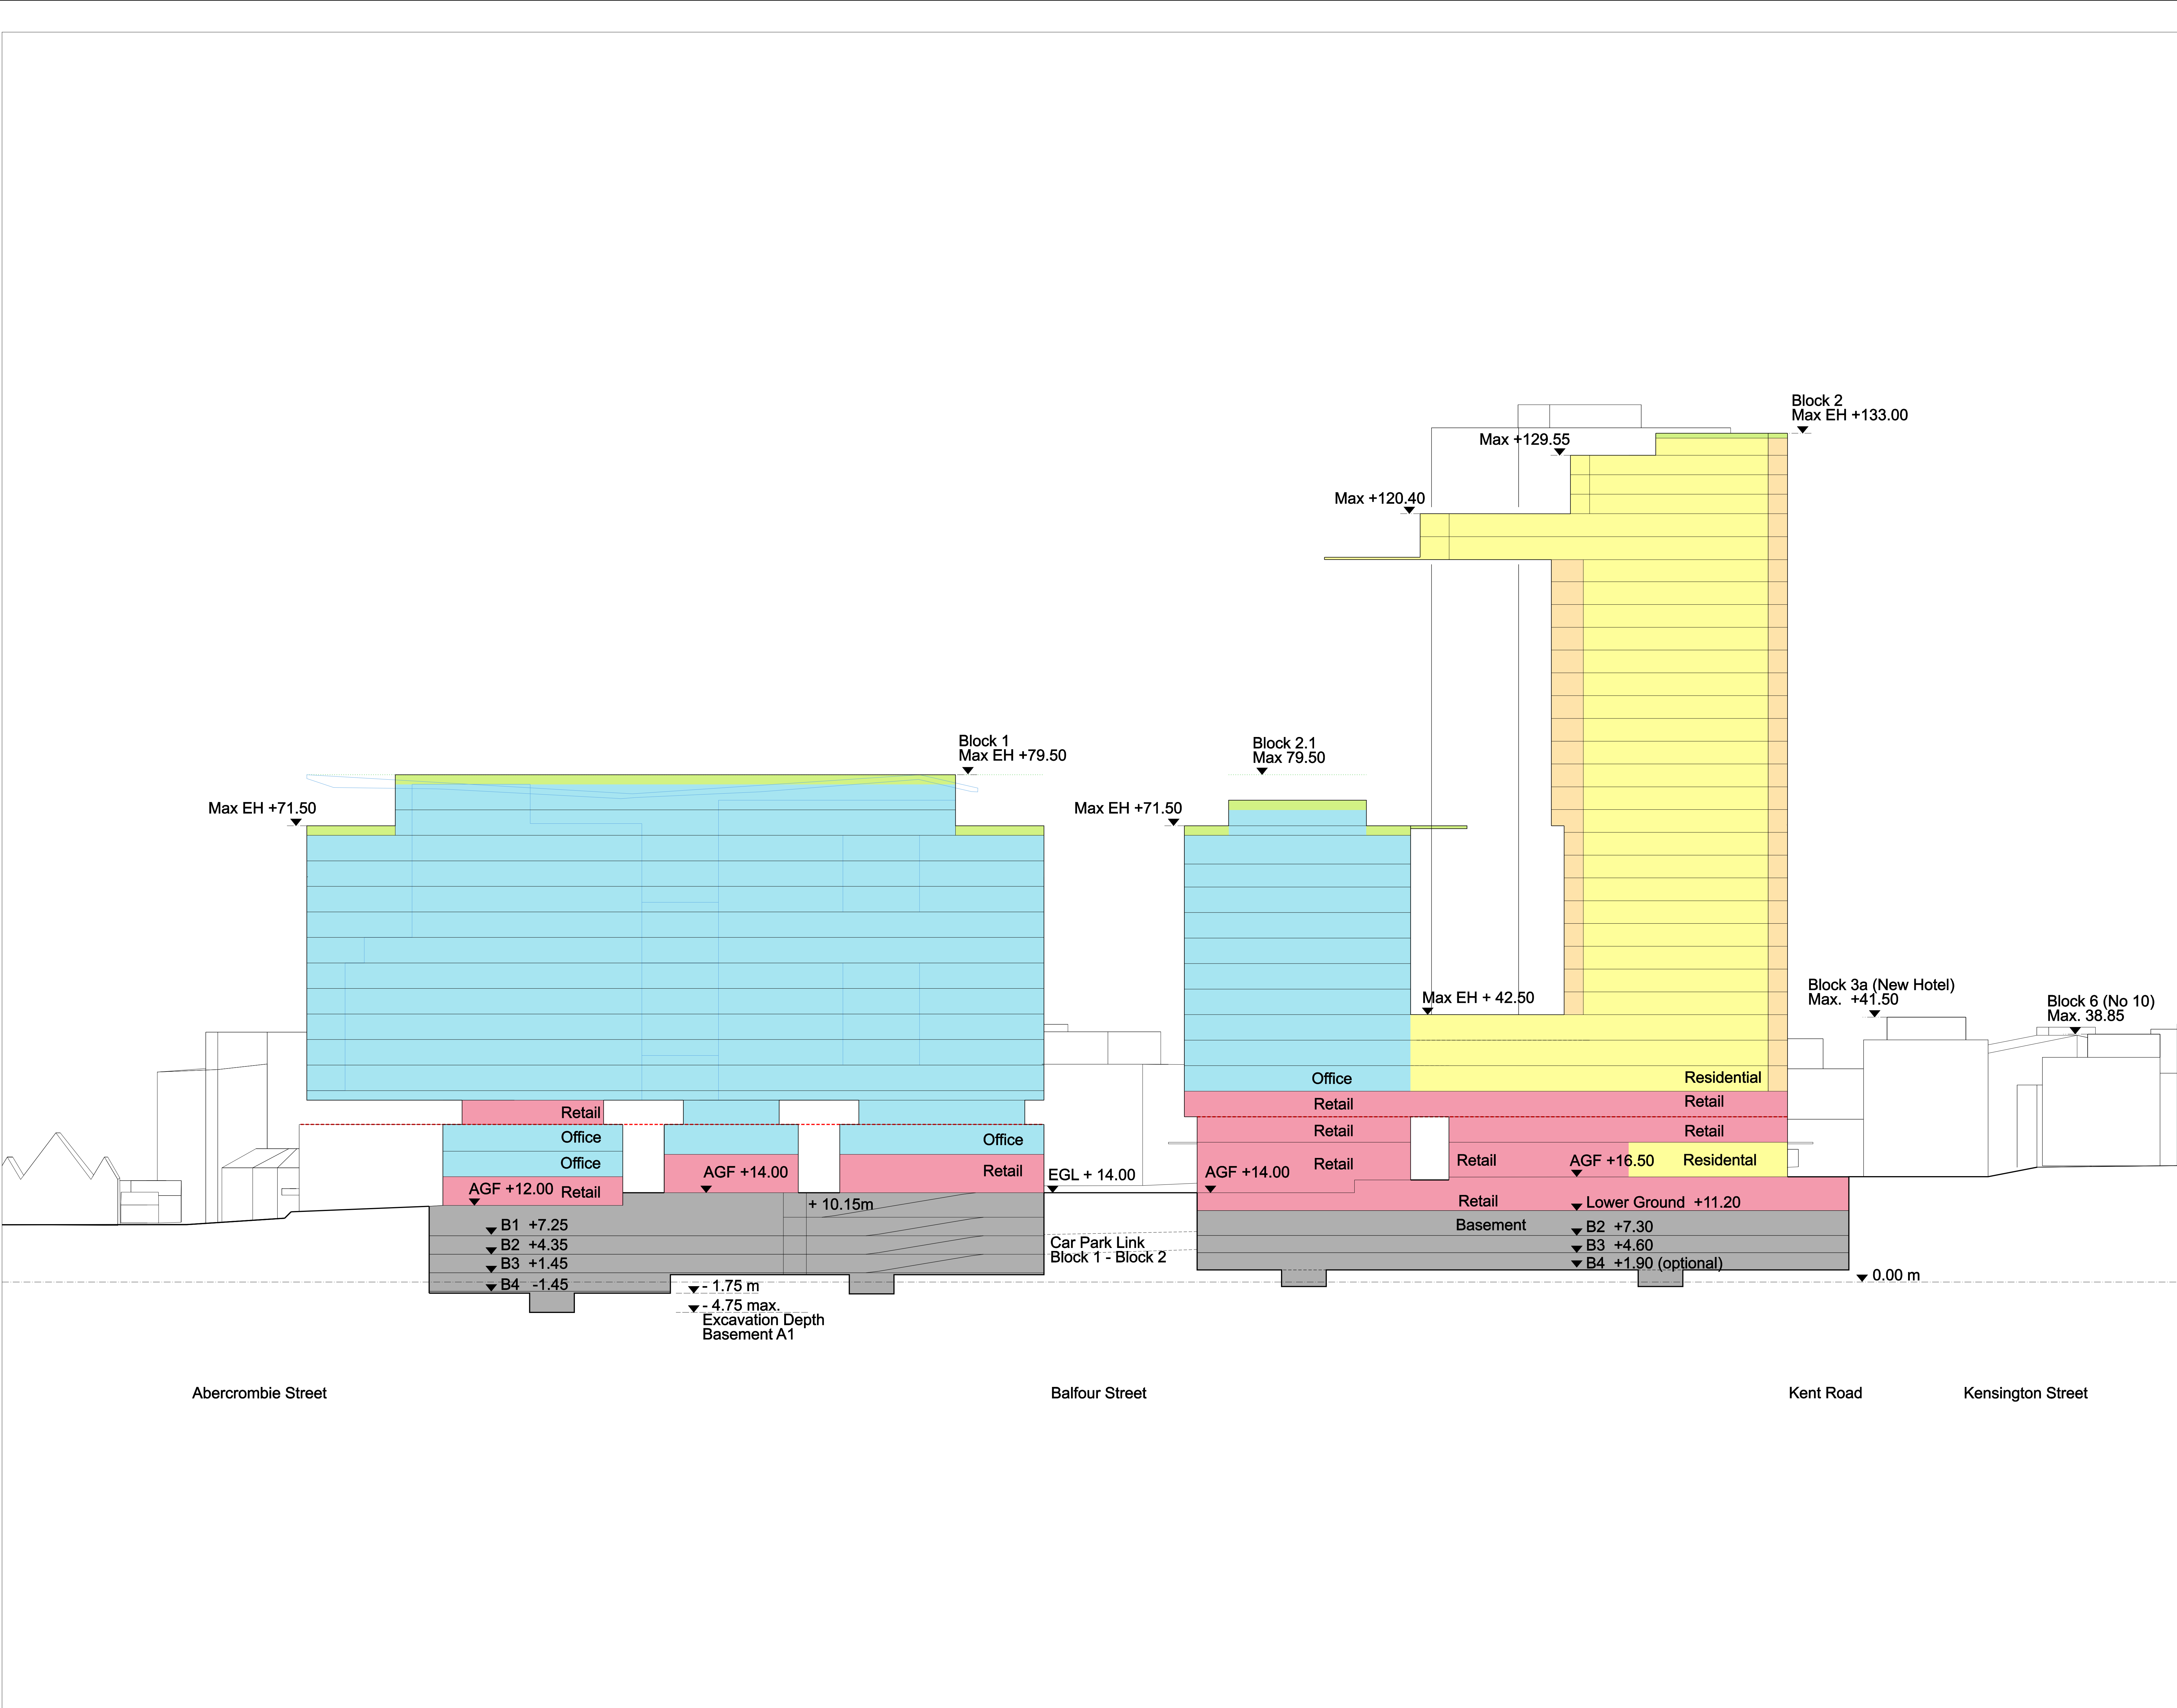 Block 2
Max EH +133.00
Max +129.55
Max +120.40
Block 1
Max EH +79.50
Block 2.1
Max 79.50
Max EH +71.50
Max EH +71.50
Block 3a (New Hotel)
Max. +41.50
Max EH + 42.50
Block 6 (No 10)
Max. 38.85
Office
Residential
Retail
Retail
Retail
Office
Office
Retail
Retail
Office
Retail
AGF +14.00
Retail
EGL + 14.00
AGF +14.00
Retail
Retail
AGF +16.50
Residential
AGF +12.00
Retail
+ 10.15m
Retail
Lower Ground +11.20
B1 +7.25
Basement
B2 +7.30
B2 +4.35
Car Park Link
Block 1 - Block 2
B3 +4.60
B3 +1.45
B4 +1.90 (optional)
B4 -1.45
- 1.75 m
0.00 m
- 4.75 max.
Excavation Depth
Basement A1
Abercrombie Street
Balfour Street
Kent Road
Kensington Street